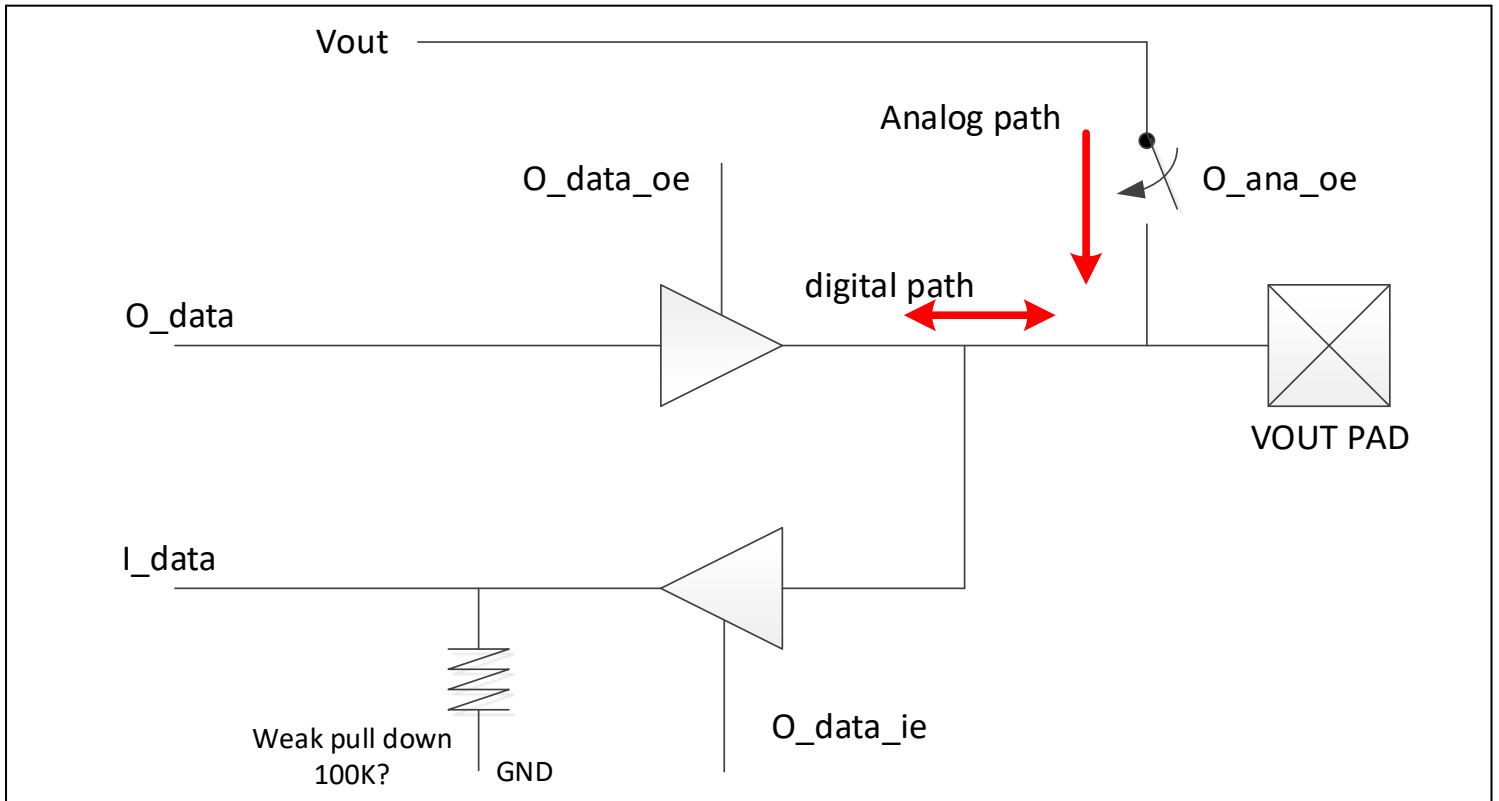 Vout
Analog path
O_data_oe
O_ana_oe
digital path
O_data
VOUT PAD
I_data
O_data_ie
Weak pull down
100K?
GND